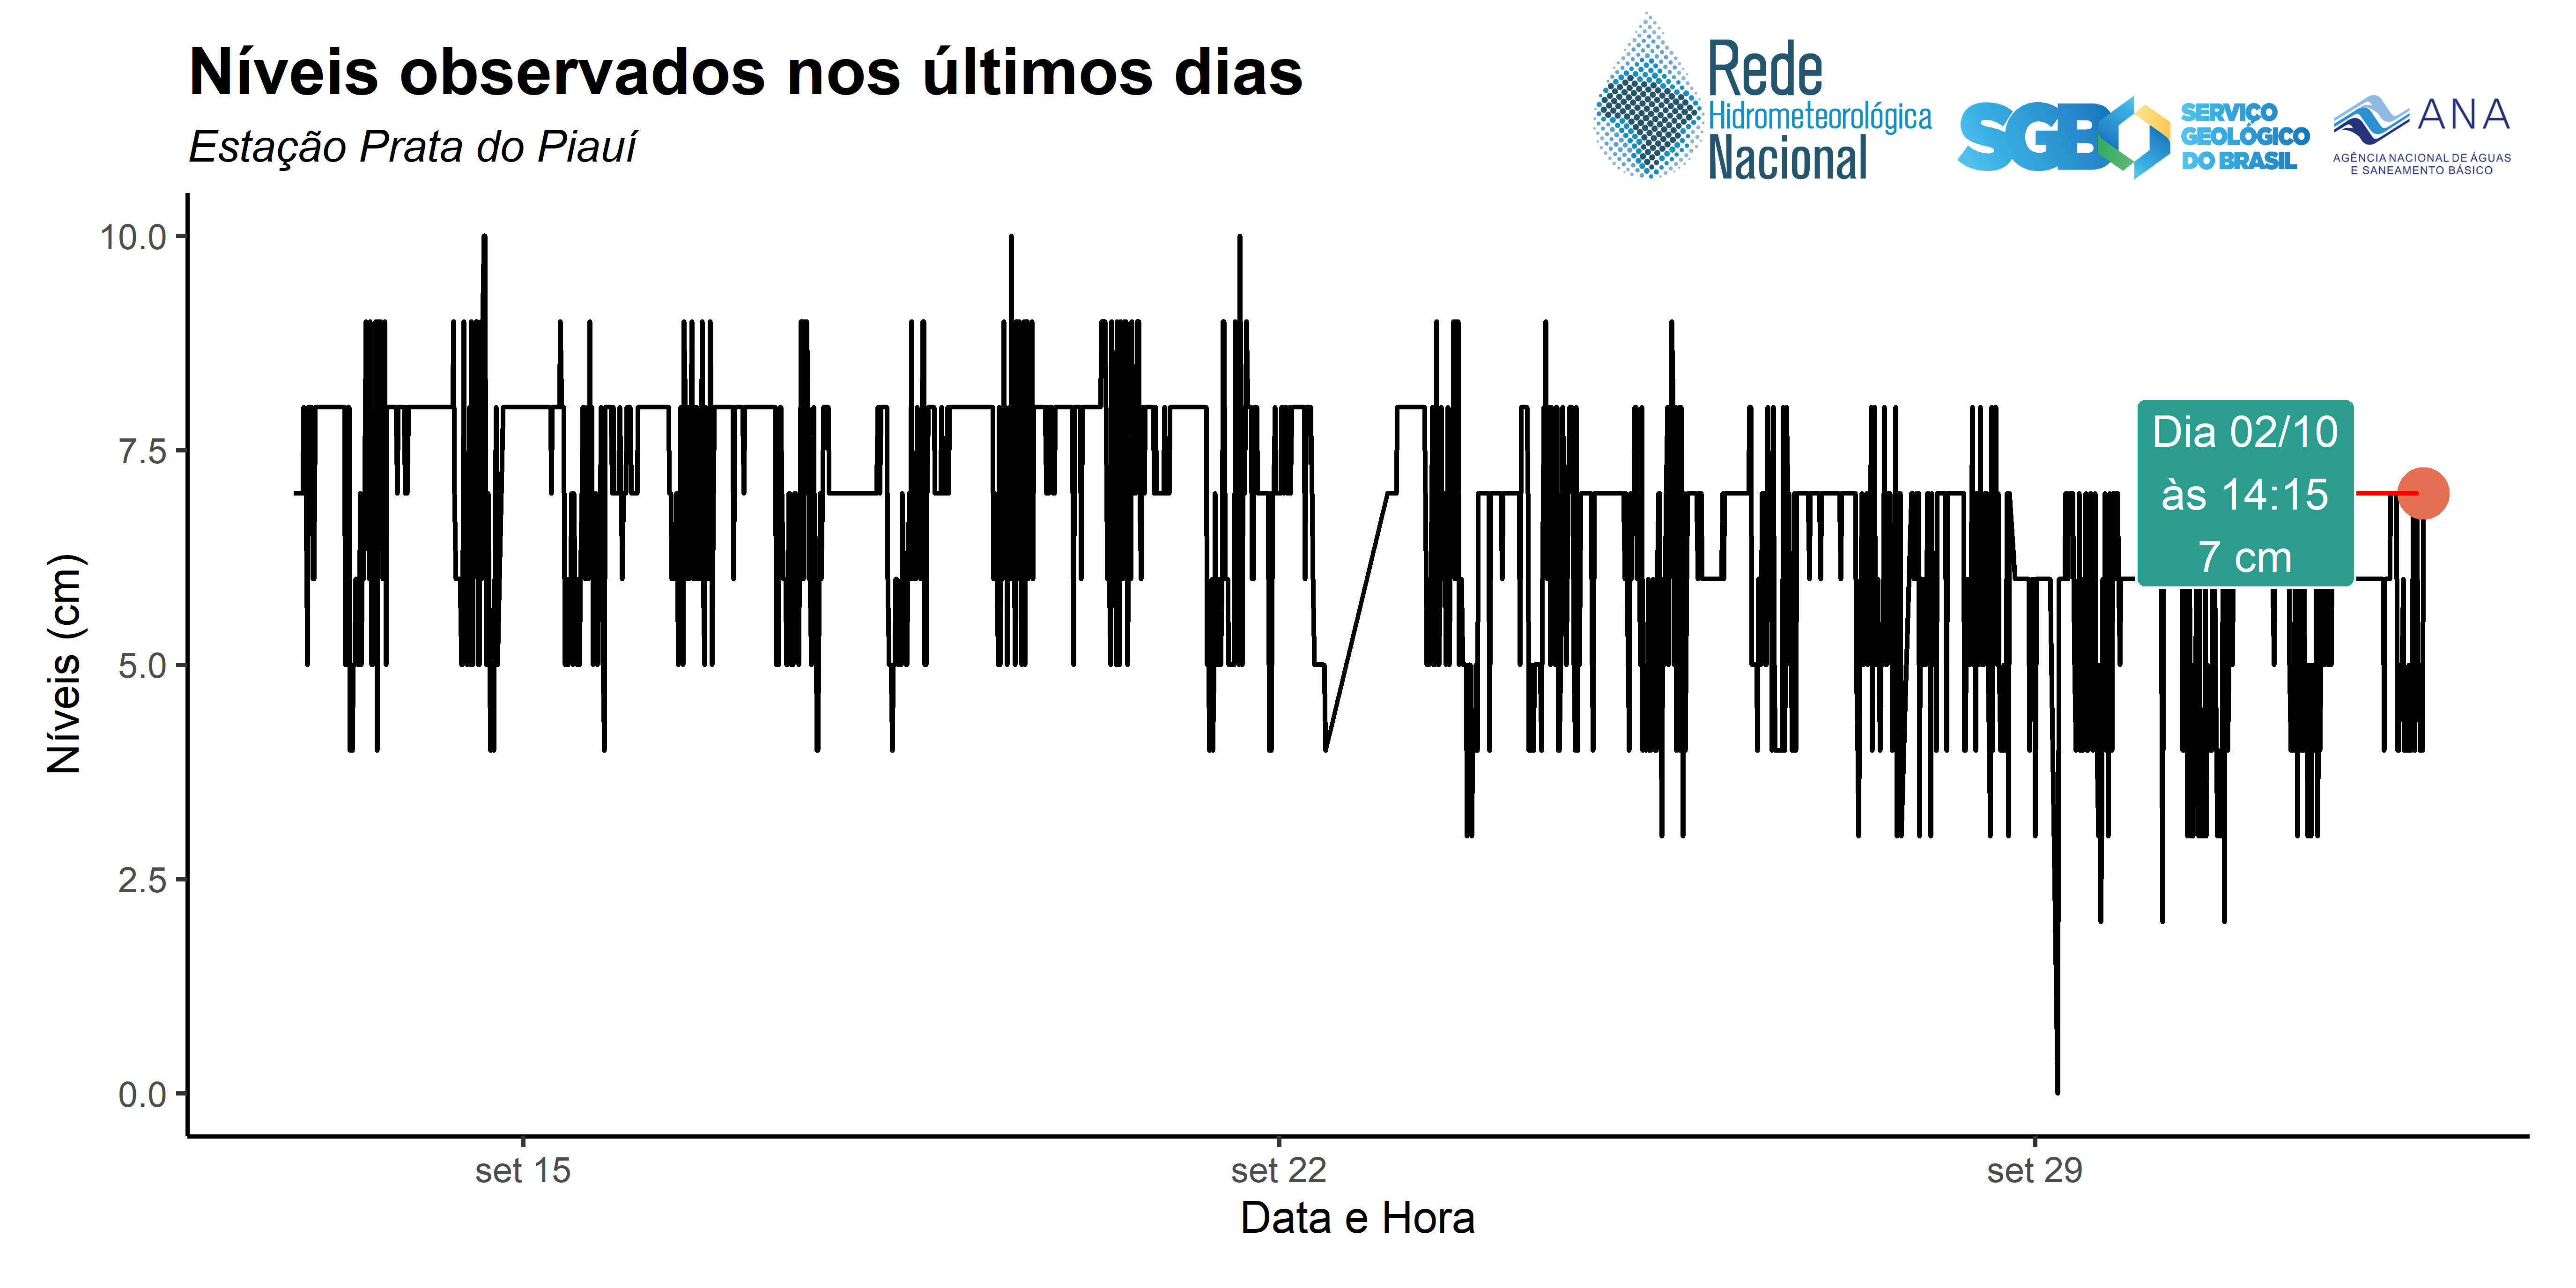 Níveis observados nos últimos dias
Estação Prata do Piauí
Rede
Hidrometeorológica
Nacional
SGB
SERVIÇO
GEOLÓGICO
DO BRASIL
ANA
AGÊNCIA NACIONAL DE ÁGUAS
E SANEAMENTO BÁSICO
Níveis (cm)
10.0
7.5
5.0
2.5
0.0
Dia 02/10
às 14:15
7 cm
set 15
set 22
set 29
Data e Hora